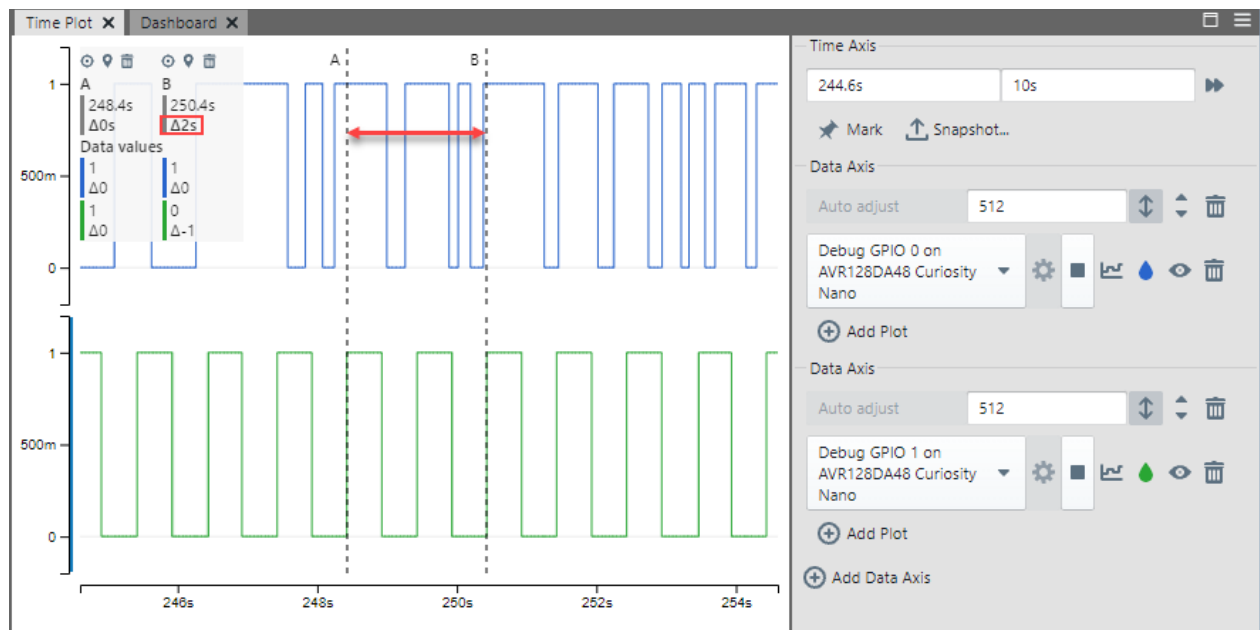 Time Plot
Dashboard
A
B
A
B
248.4s
250.4s
Δ0s
Δ2s
Data values
1
1
Δ0
Δ0
1
0
Δ0
Δ-1
1
500m
0
1
500m
0
246s
248s
250s
252s
254s
Time Axis
244.6s
10s
Mark
Snapshot...
Data Axis
Auto adjust
512
Debug GPIO 0 on
AVR128DA48 Curiosity
Nano
Add Plot
Data Axis
Auto adjust
512
Debug GPIO 1 on
AVR128DA48 Curiosity
Nano
Add Plot
Add Data Axis